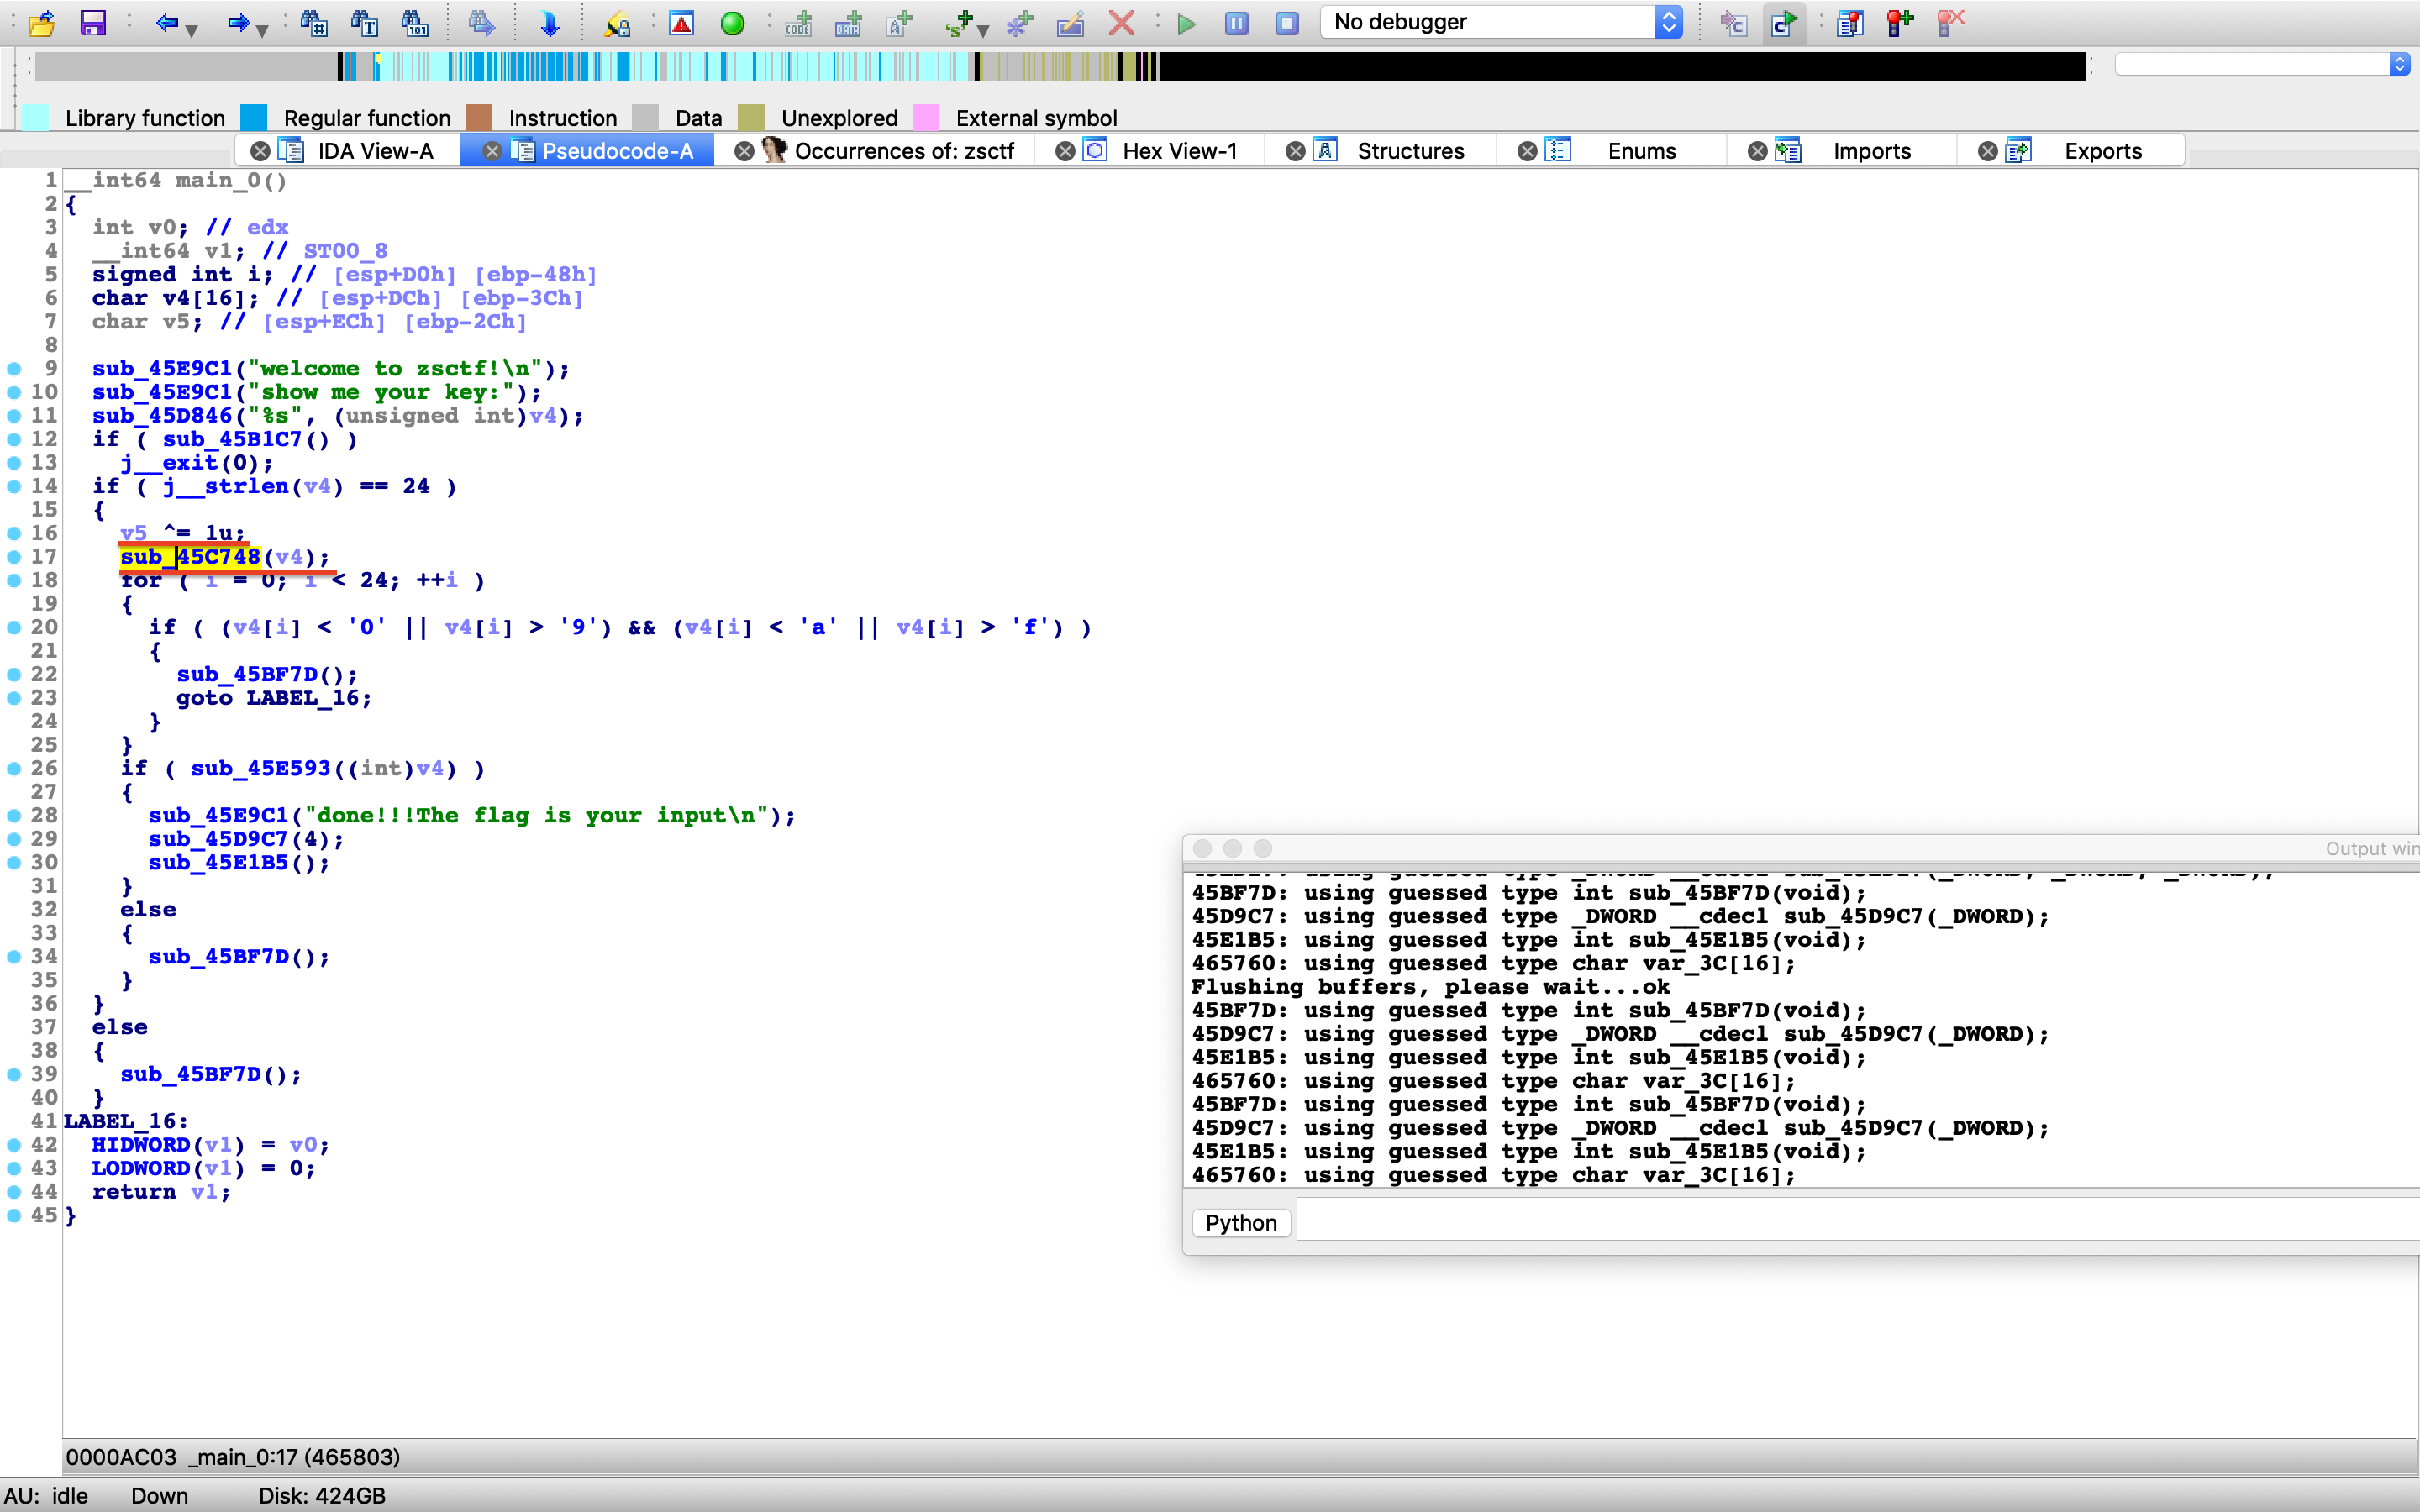 No debugger
Library function Regular function Instruction Data Unexplored External symbol
IDA View-A Pseudocode-A Occurrences of: zsctf Hex View-1 Structures Enums Imports Exports
1 __int64 main_0()
2 {
3 int v0; // edx
4 __int64 v1; // ST00_8
5 signed int i; // [esp+D0h] [ebp-48h]
6 char v4[16]; // [esp+DCh] [ebp-3Ch]
7 char v5; // [esp+ECh] [ebp-2Ch]
8
9 sub_45E9C1("welcome to zsctf!\n");
10 sub_45E9C1("show me your key:");
11 sub_45D846("%s", (unsigned int)v4);
12 if ( sub_45B1C7() )
13 j__exit(0);
14 if ( j__strlen(v4) == 24 )
15 {
16 v5 ^= 1u;
17 sub_45C748(v4);
18 for ( i = 0; i < 24; ++i )
19 {
20 if ( (v4[i] < '0' || v4[i] > '9') && (v4[i] < 'a' || v4[i] > 'f') )
21 {
22 sub_45BF7D();
23 goto LABEL_16;
24 }
25 }
26 if ( sub_45E593((int)v4) )
27 {
28 sub_45E9C1("done!!!The flag is your input\n");
29 sub_45D9C7(4);
30 sub_45E1B5();
31 }
32 else
33 {
34 sub_45BF7D();
35 }
36 }
37 else
38 {
39 sub_45BF7D();
40 }
41 LABEL_16:
42 HIDWORD(v1) = v0;
43 LODWORD(v1) = 0;
44 return v1;
45 }
Output win
45BF7D: using guessed type int sub_45BF7D(void);
45D9C7: using guessed type _DWORD __cdecl sub_45D9C7(_DWORD);
45E1B5: using guessed type int sub_45E1B5(void);
465760: using guessed type char var_3C[16];
Flushing buffers, please wait...ok
45BF7D: using guessed type int sub_45BF7D(void);
45D9C7: using guessed type _DWORD __cdecl sub_45D9C7(_DWORD);
45E1B5: using guessed type int sub_45E1B5(void);
465760: using guessed type char var_3C[16];
45BF7D: using guessed type int sub_45BF7D(void);
45D9C7: using guessed type _DWORD __cdecl sub_45D9C7(_DWORD);
45E1B5: using guessed type int sub_45E1B5(void);
465760: using guessed type char var_3C[16];
Python
0000AC03 _main_0:17 (465803)
AU: idle Down Disk: 424GB